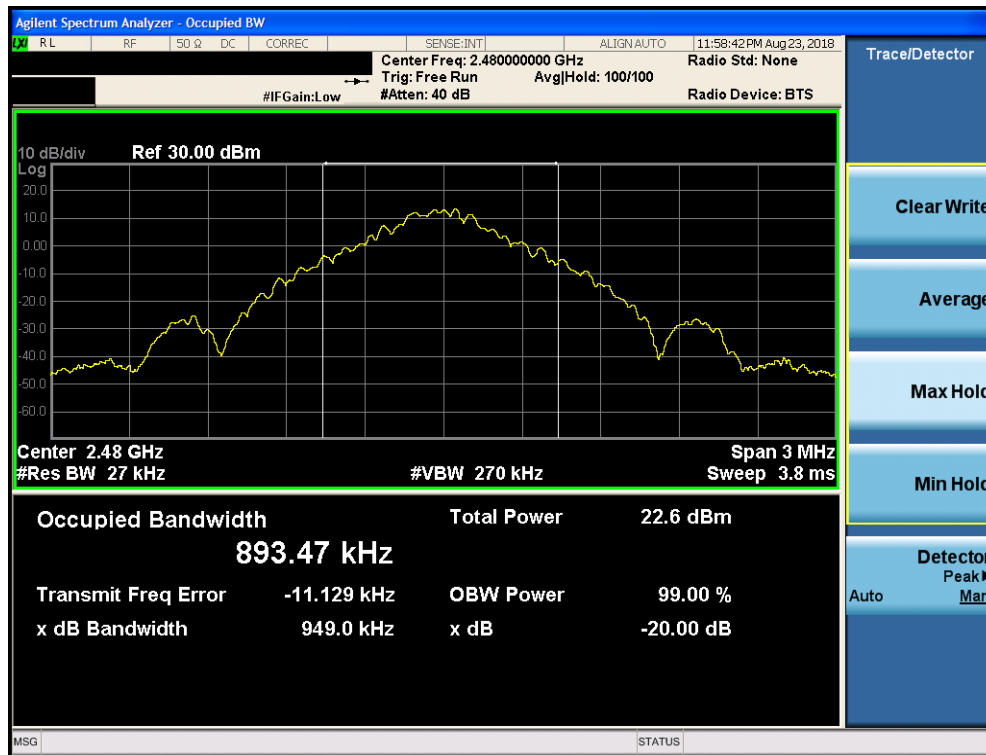 Agilent Spectrum Analyzer - Occupied BW
LXI RL RF 50 Ω DC CORREC SENSE:INT ALIGN AUTO 11:58:42 PM Aug 23, 2018
Center Freq: 2.480000000 GHz Radio Std: None
Trig: Free Run Avg|Hold: 100/100
#IFGain:Low #Atten: 40 dB Radio Device: BTS
10 dB/div Ref 30.00 dBm
Log
20.0
10.0
0.00
-10.0
-20.0
-30.0
-40.0
-50.0
-60.0
Center 2.48 GHz Span 3 MHz
#Res BW 27 kHz #VBW 270 kHz Sweep 3.8 ms
Occupied Bandwidth Total Power 22.6 dBm
893.47 kHz
Transmit Freq Error -11.129 kHz OBW Power 99.00 %
x dB Bandwidth 949.0 kHz x dB -20.00 dB
MSG STATUS
Trace/Detector
Clear Write
Average
Max Hold
Min Hold
Detector
Peak
Auto Man